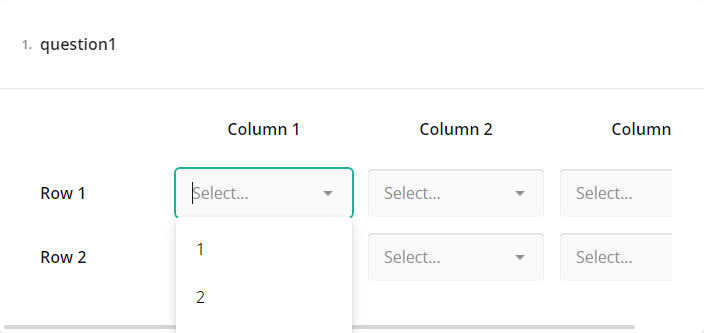 1. question1
Column 1 Column 2 Column
Row 1 Select... Select... Select...
Row 2 Select... Select...
1
2